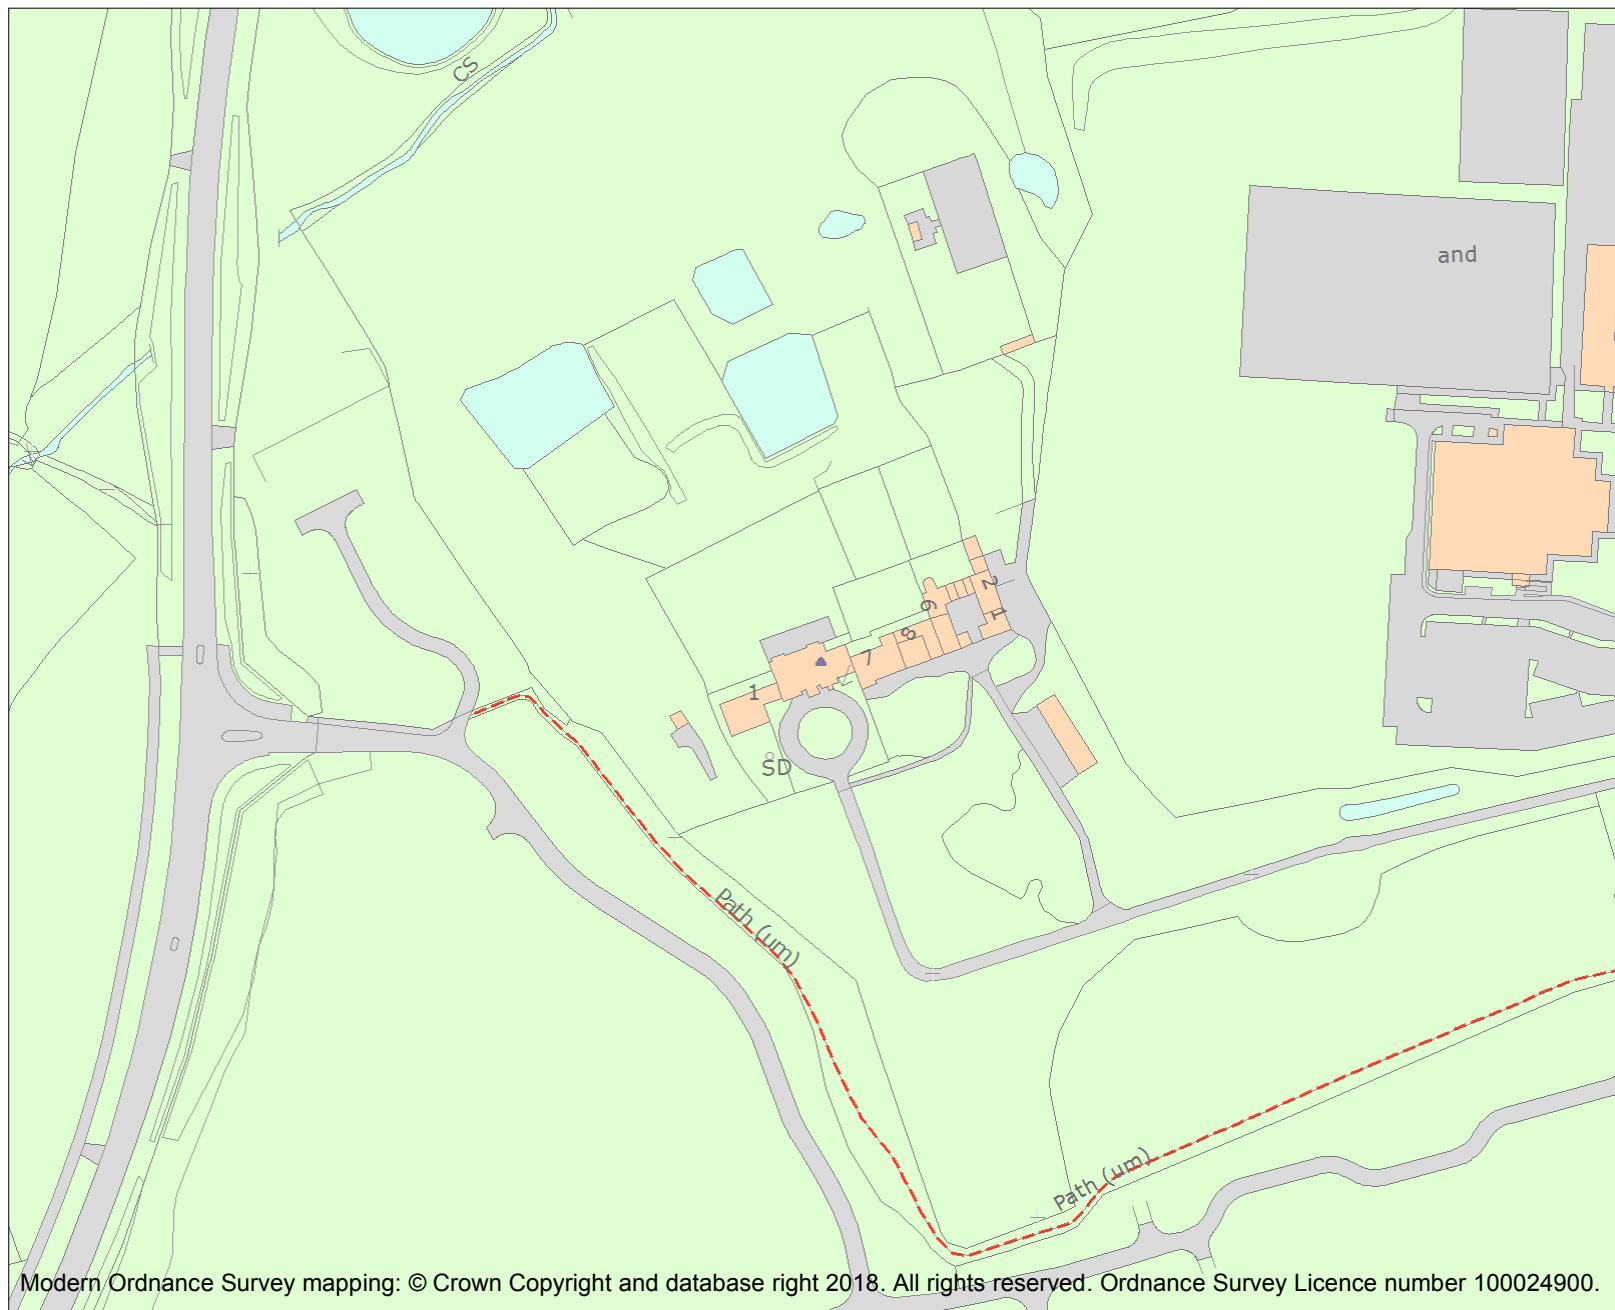 CS
and
2
6
1
8
7
1
SD
Path (um)
Path (um)
Modern Ordnance Survey mapping: © Crown Copyright and database right 2018. All rights reserved. Ordnance Survey Licence number 100024900.